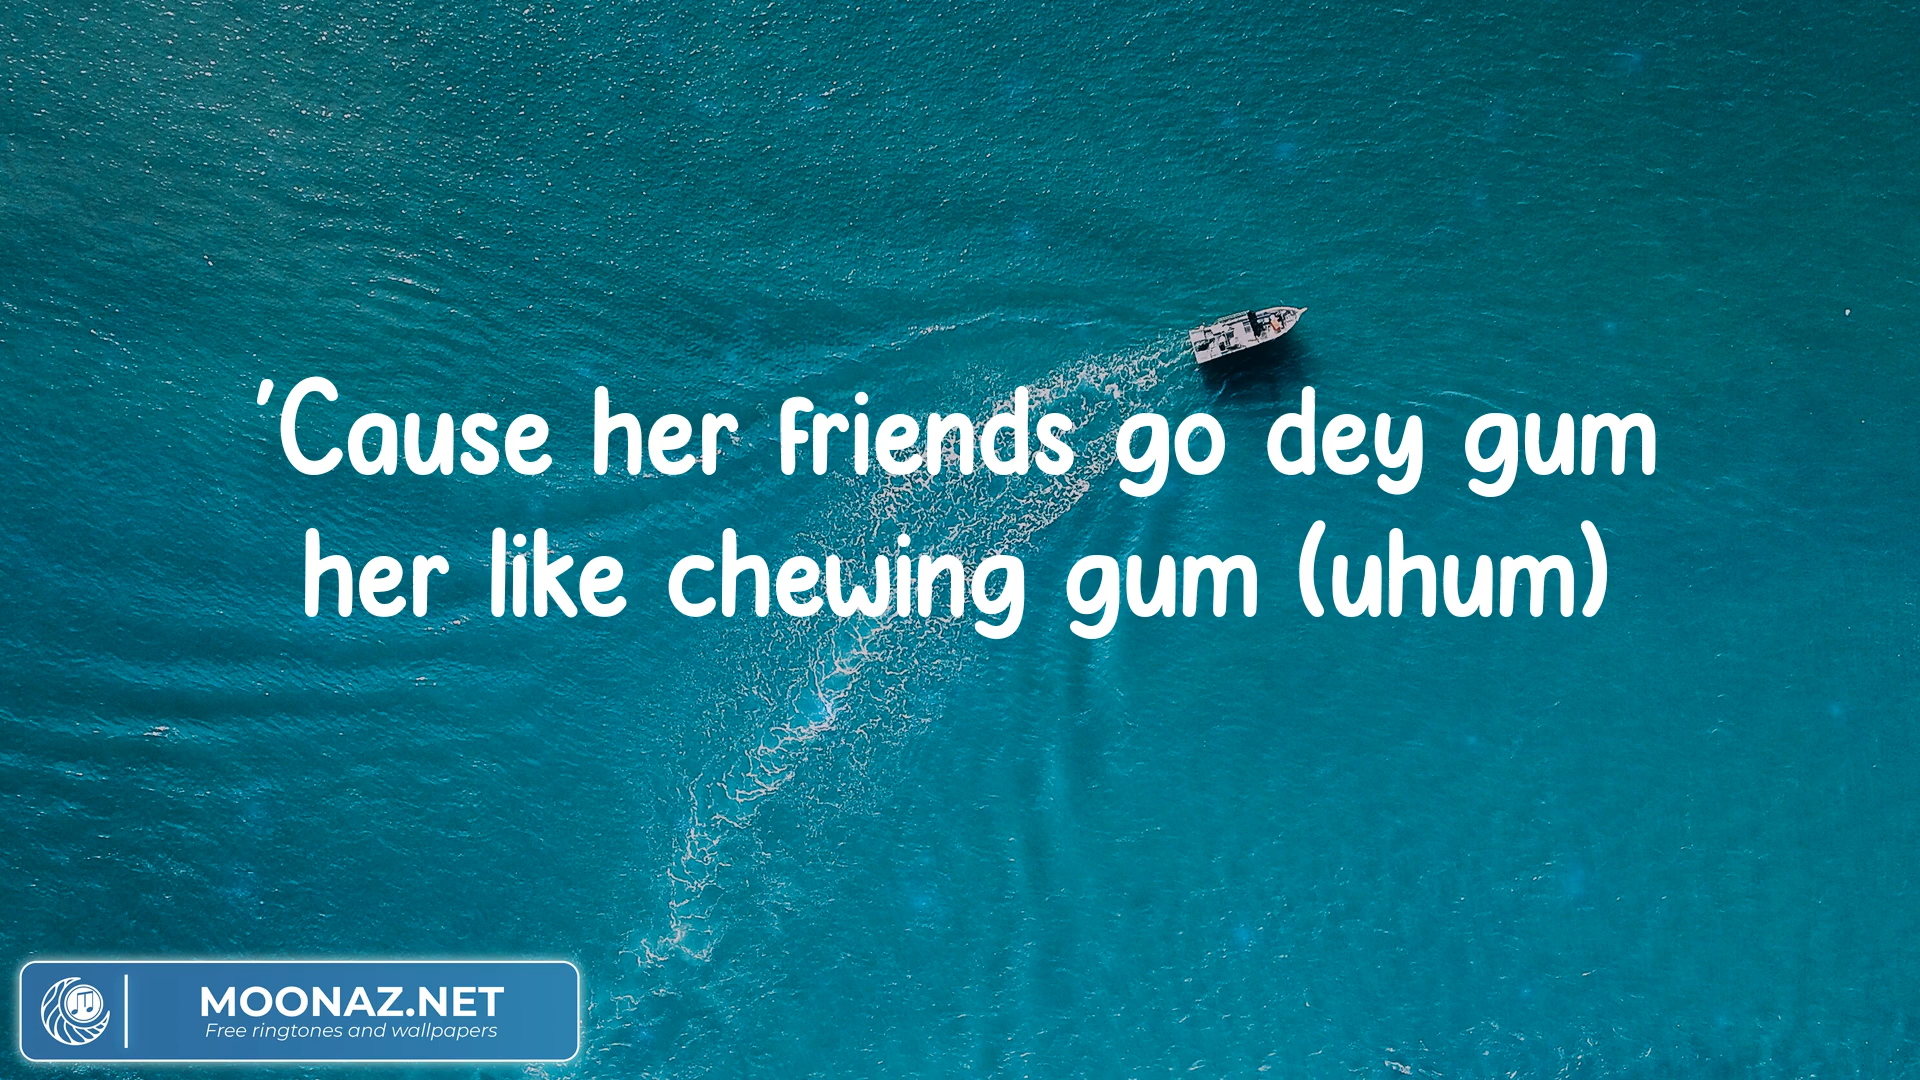 'Cause her friends go dey gum
her like chewing gum (uhum)
MOONAZ.NET
Free ringtones and wallpapers